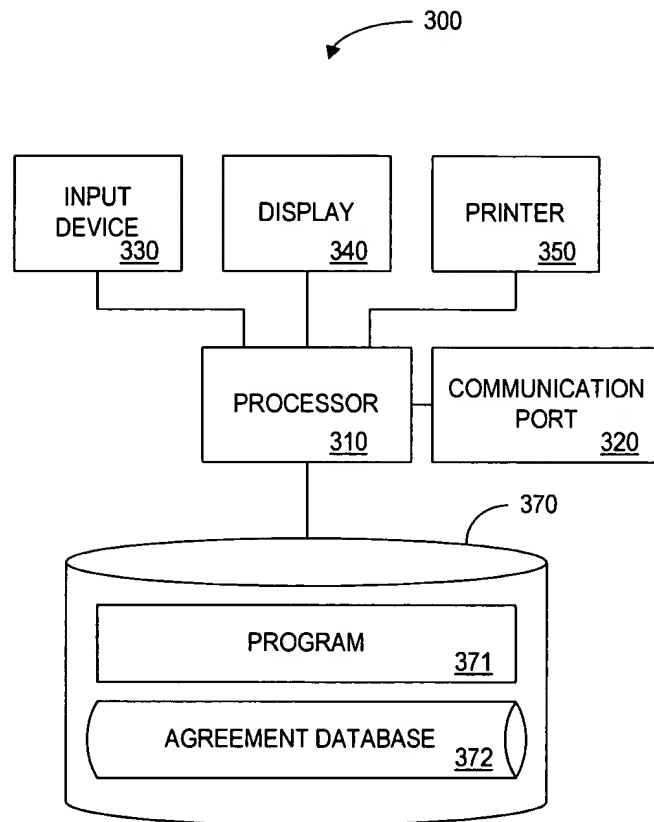 300
INPUT
DEVICE
330
DISPLAY
340
PRINTER
350
PROCESSOR
310
COMMUNICATION
PORT
320
370
PROGRAM
371
AGREEMENT DATABASE
372